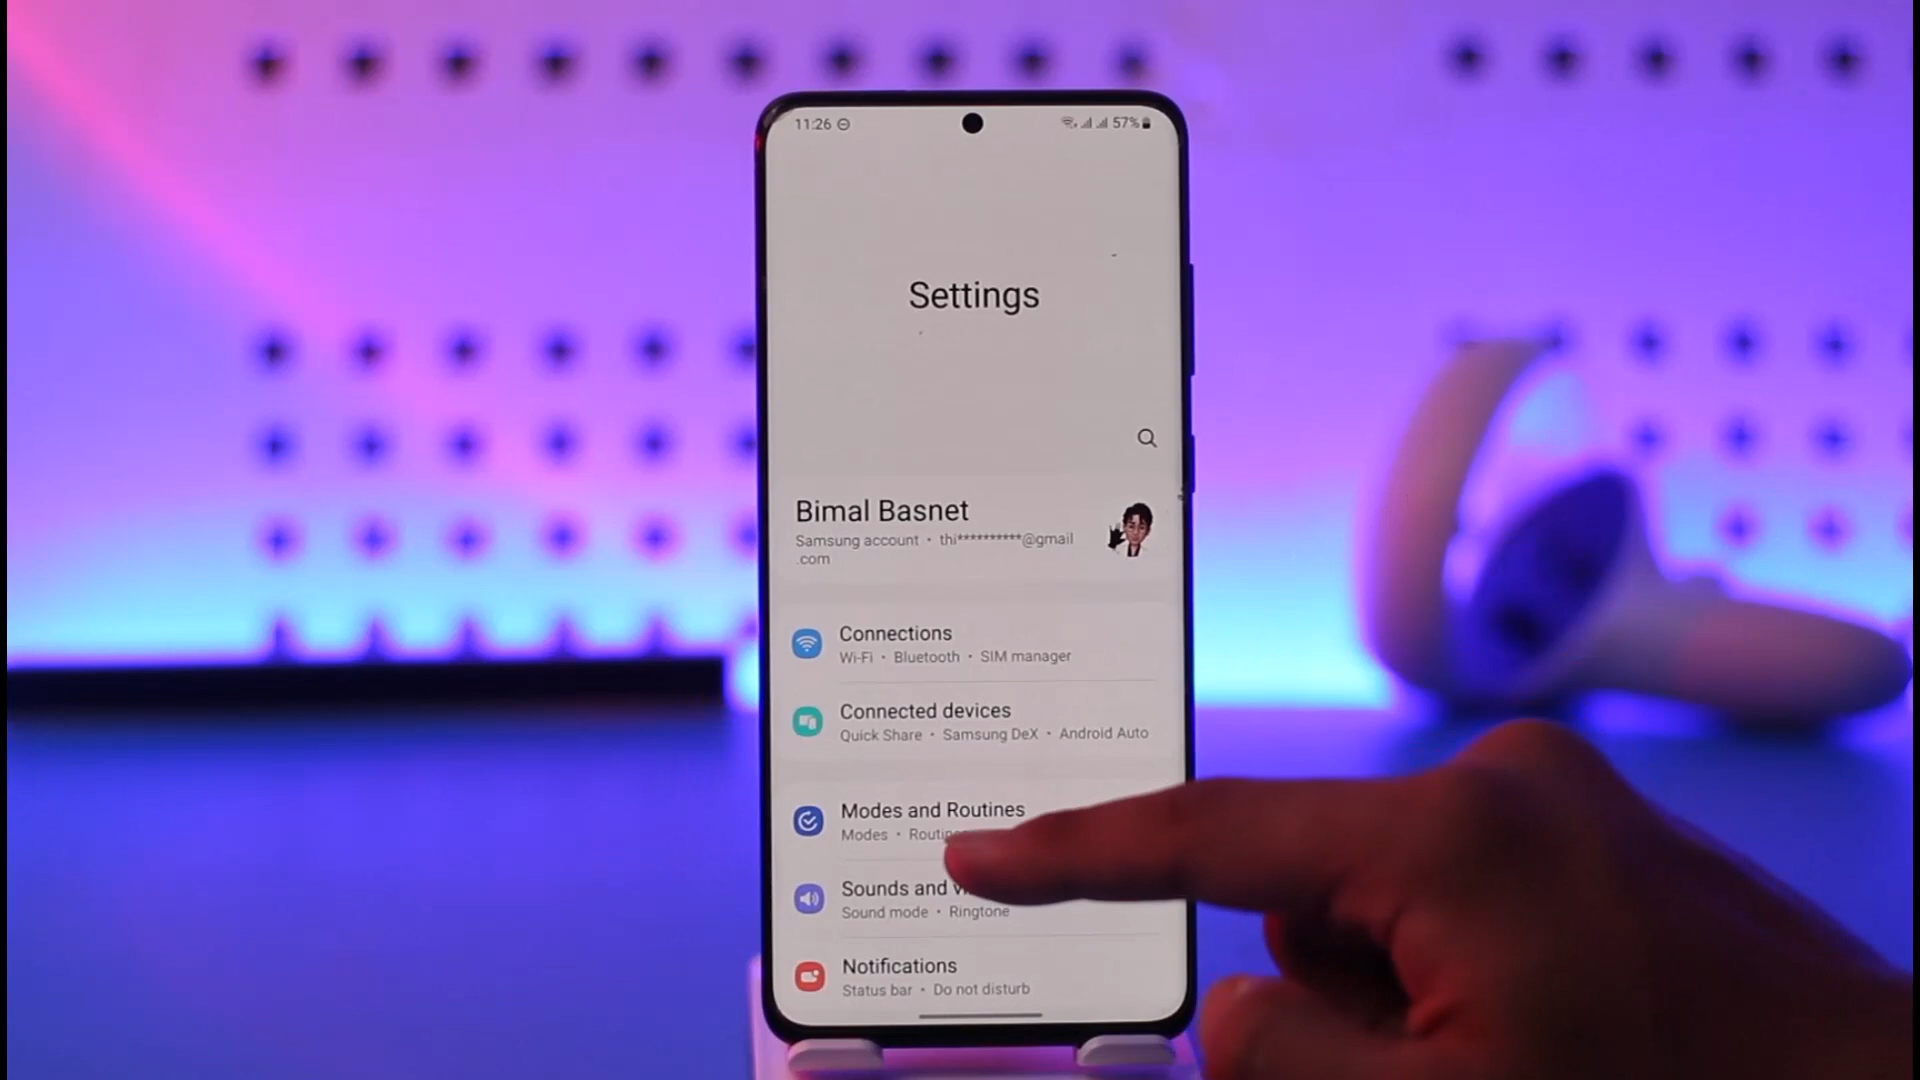 11:26 57%
Settings
Bimal Basnet
Samsung account • thi**********@gmail
.com
Connections
Wi-Fi • Bluetooth • SIM manager
Connected devices
Quick Share • Samsung DeX • Android Auto
Modes and Routines
Modes •
Sounds and
Sound mode • Ringtone
Notifications
Status bar • Do not disturb